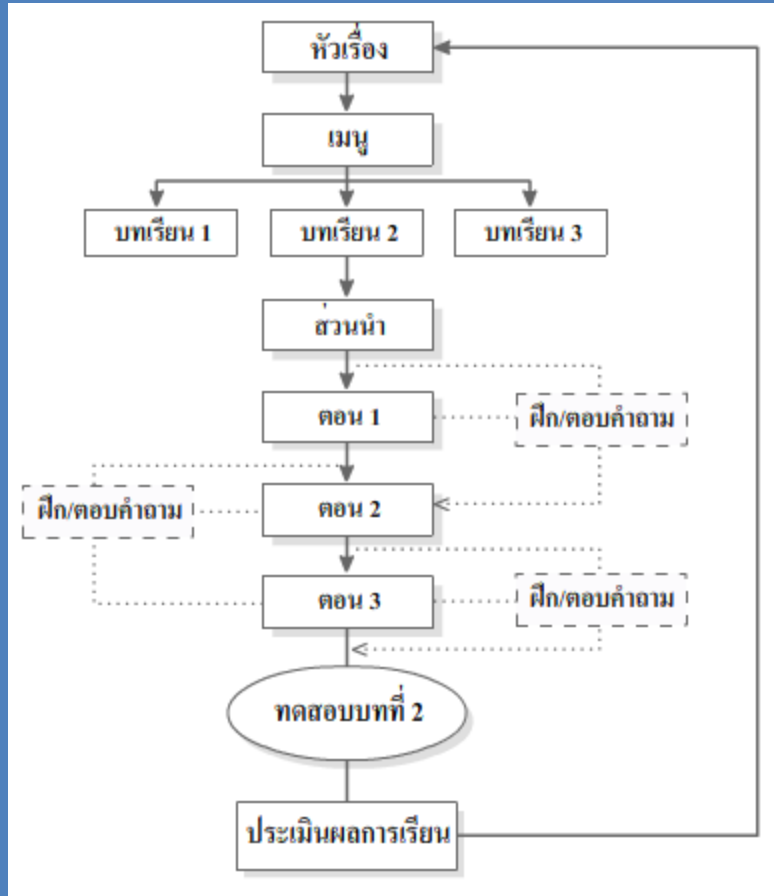 หัวเรื่อง
เมนู
บทเรียน 1
บทเรียน 2
บทเรียน 3
ส่วนนำ
ตอน 1
ฝึก/ตอบคำถาม
ฝึก/ตอบคำถาม
ตอน 2
ตอน 3
ฝึก/ตอบคำถาม
ทดสอบบทที่ 2
ประเมินผลการเรียน